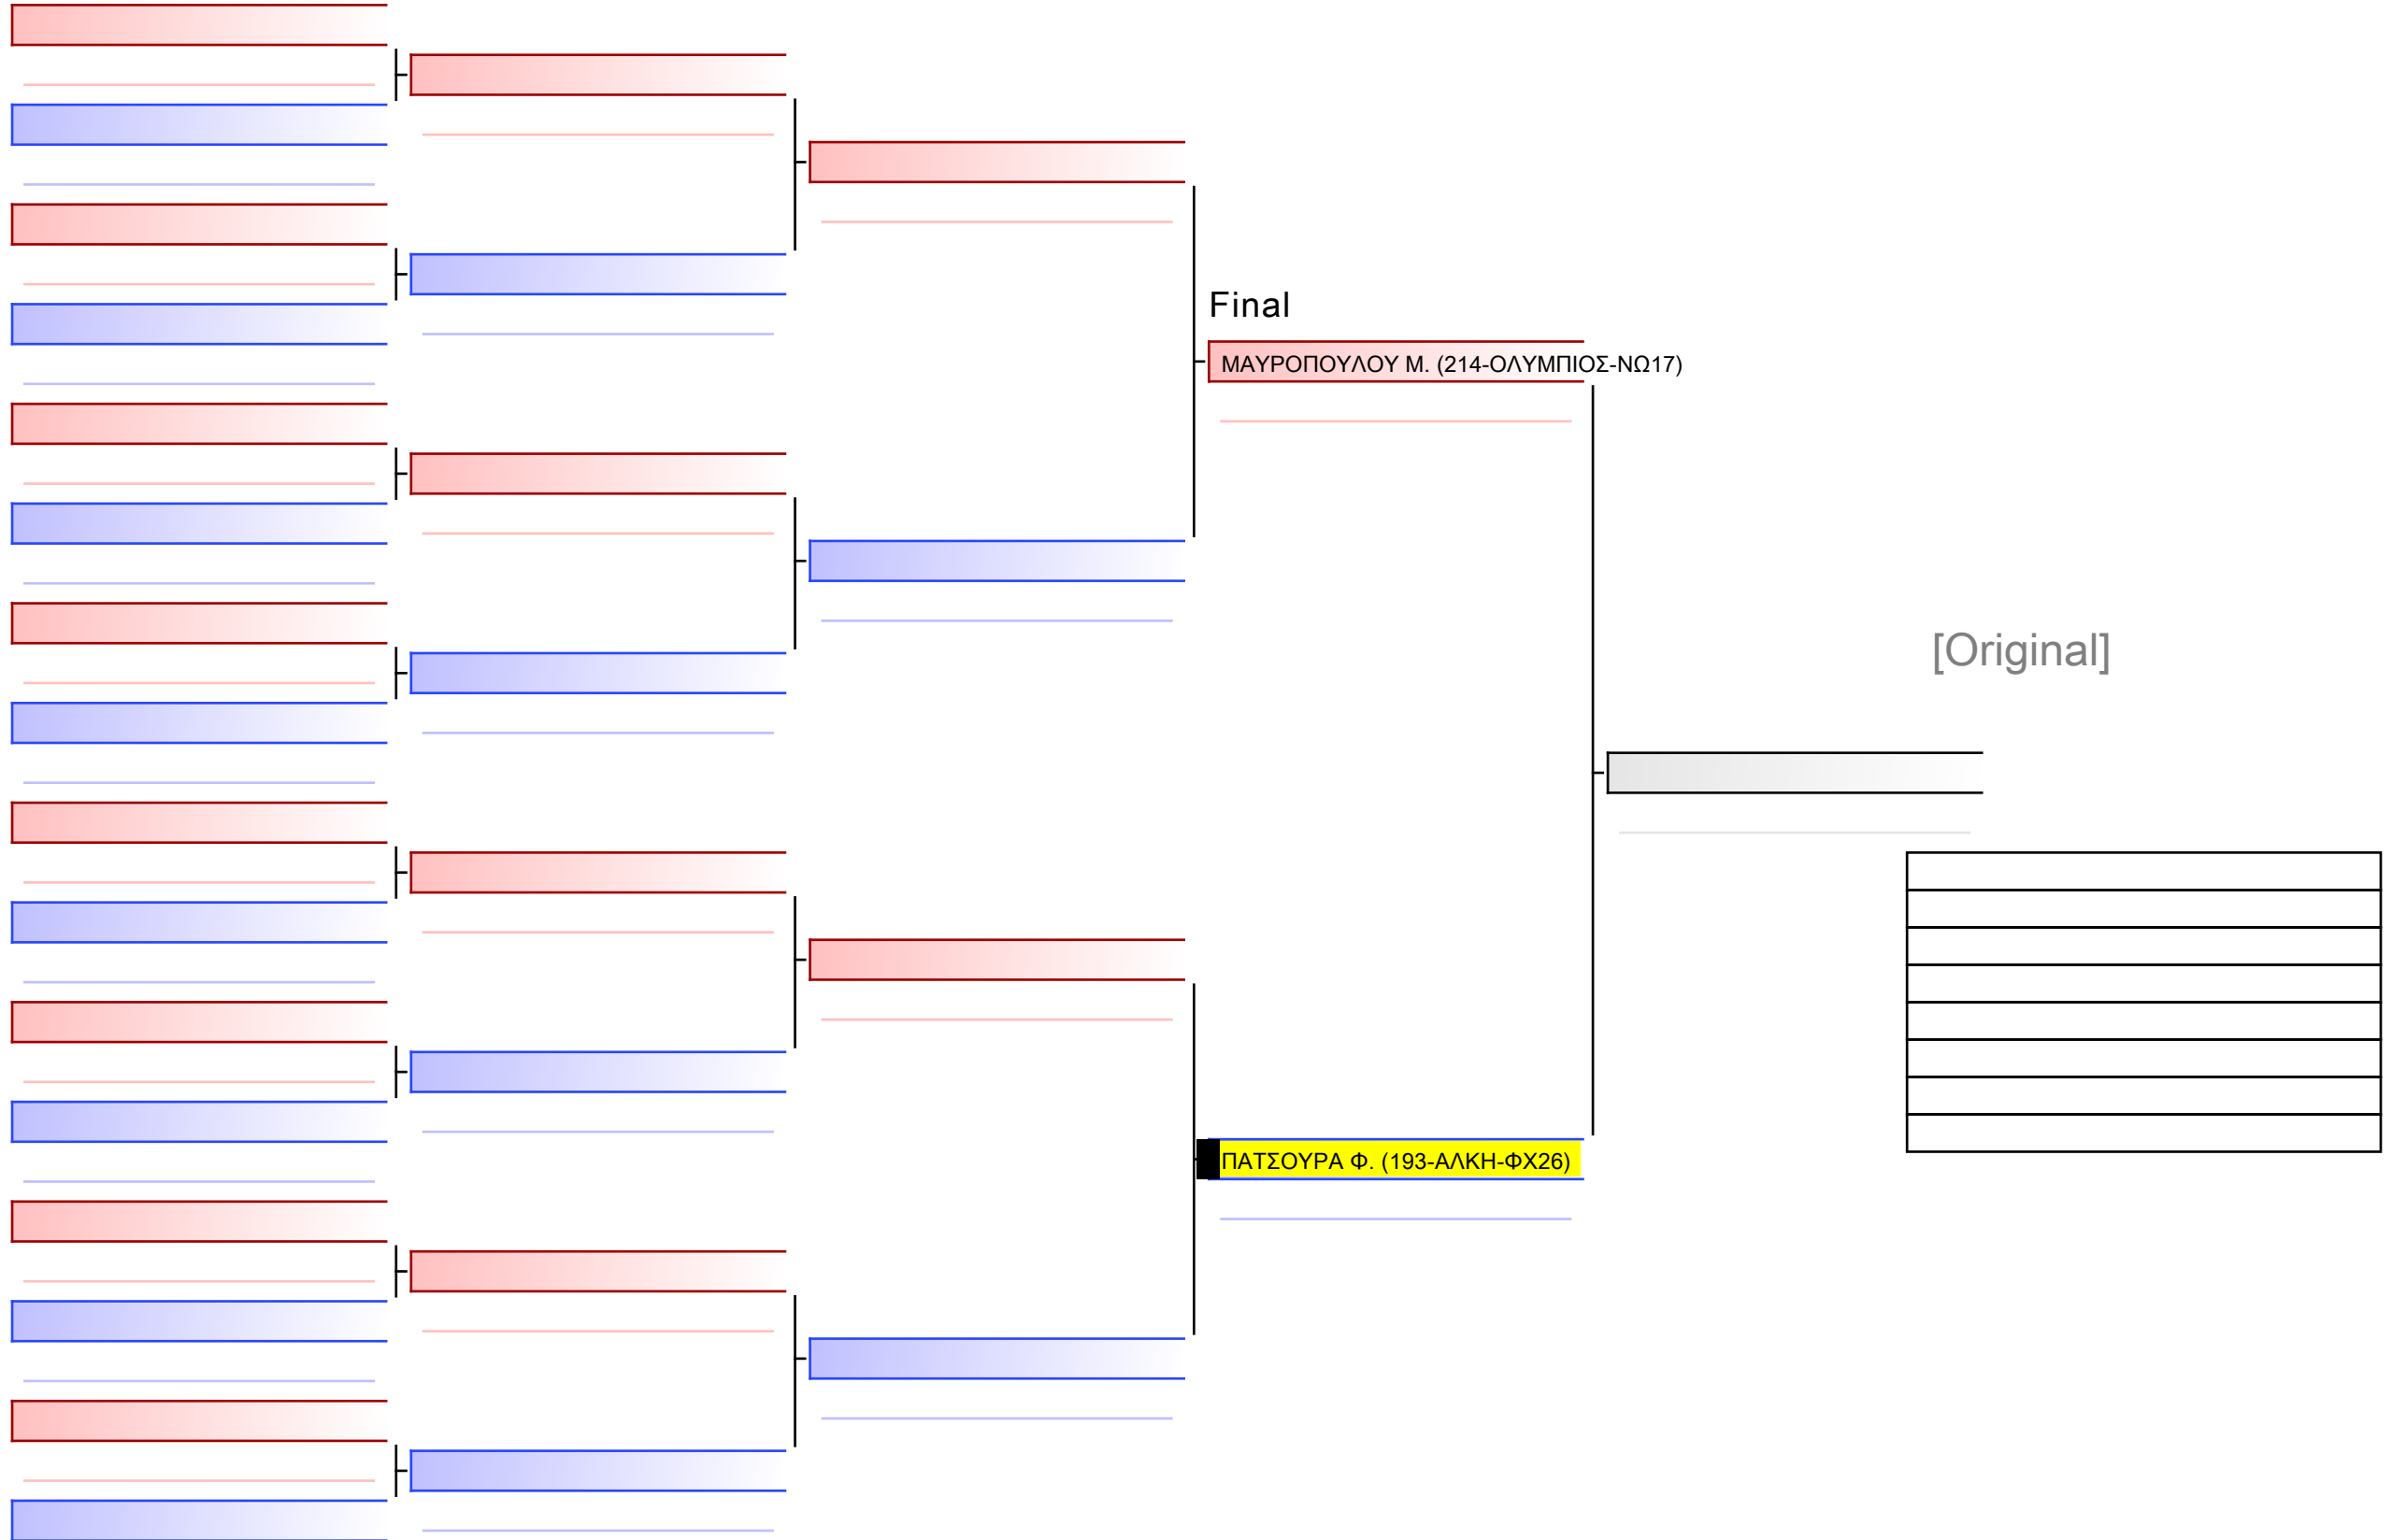 Final
ΜΑΥΡΟΠΟΥΛΟΥ Μ. (214-ΟΛΥΜΠΙΟΣ-ΝΩ17)
[Original]
ΠΑΤΣΟΥΡΑ Φ. (193-ΑΛΚΗ-ΦΧ26)